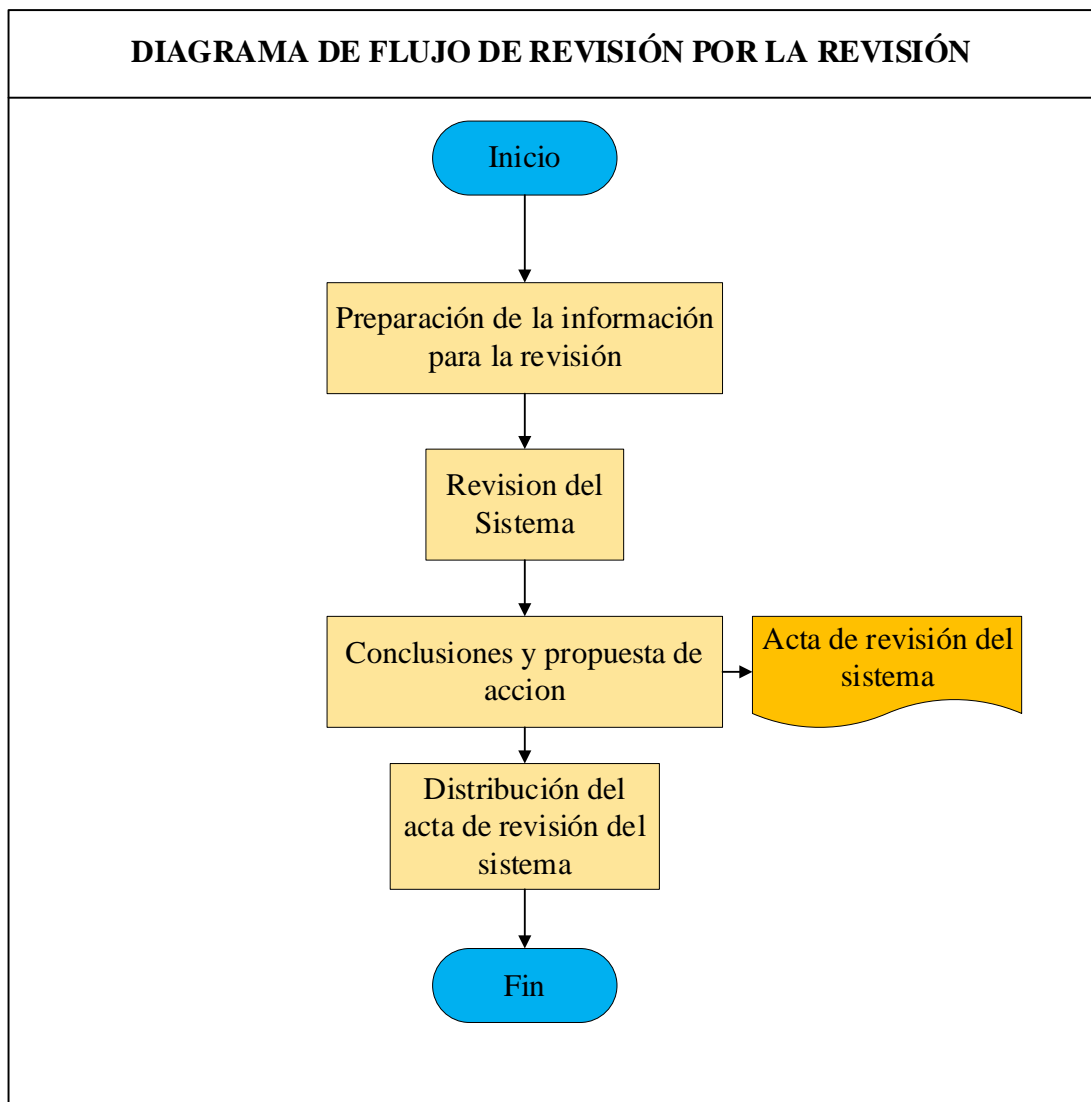 DIAGRAMA DE FLUJO DE REVISIÓN POR LA REVISIÓN
Inicio
Preparación de la información
para la revisión
Revision del
Sistema
Conclusiones y propuesta de
accion
Acta de revisión del
sistema
Distribución del
acta de revisión del
sistema
Fin